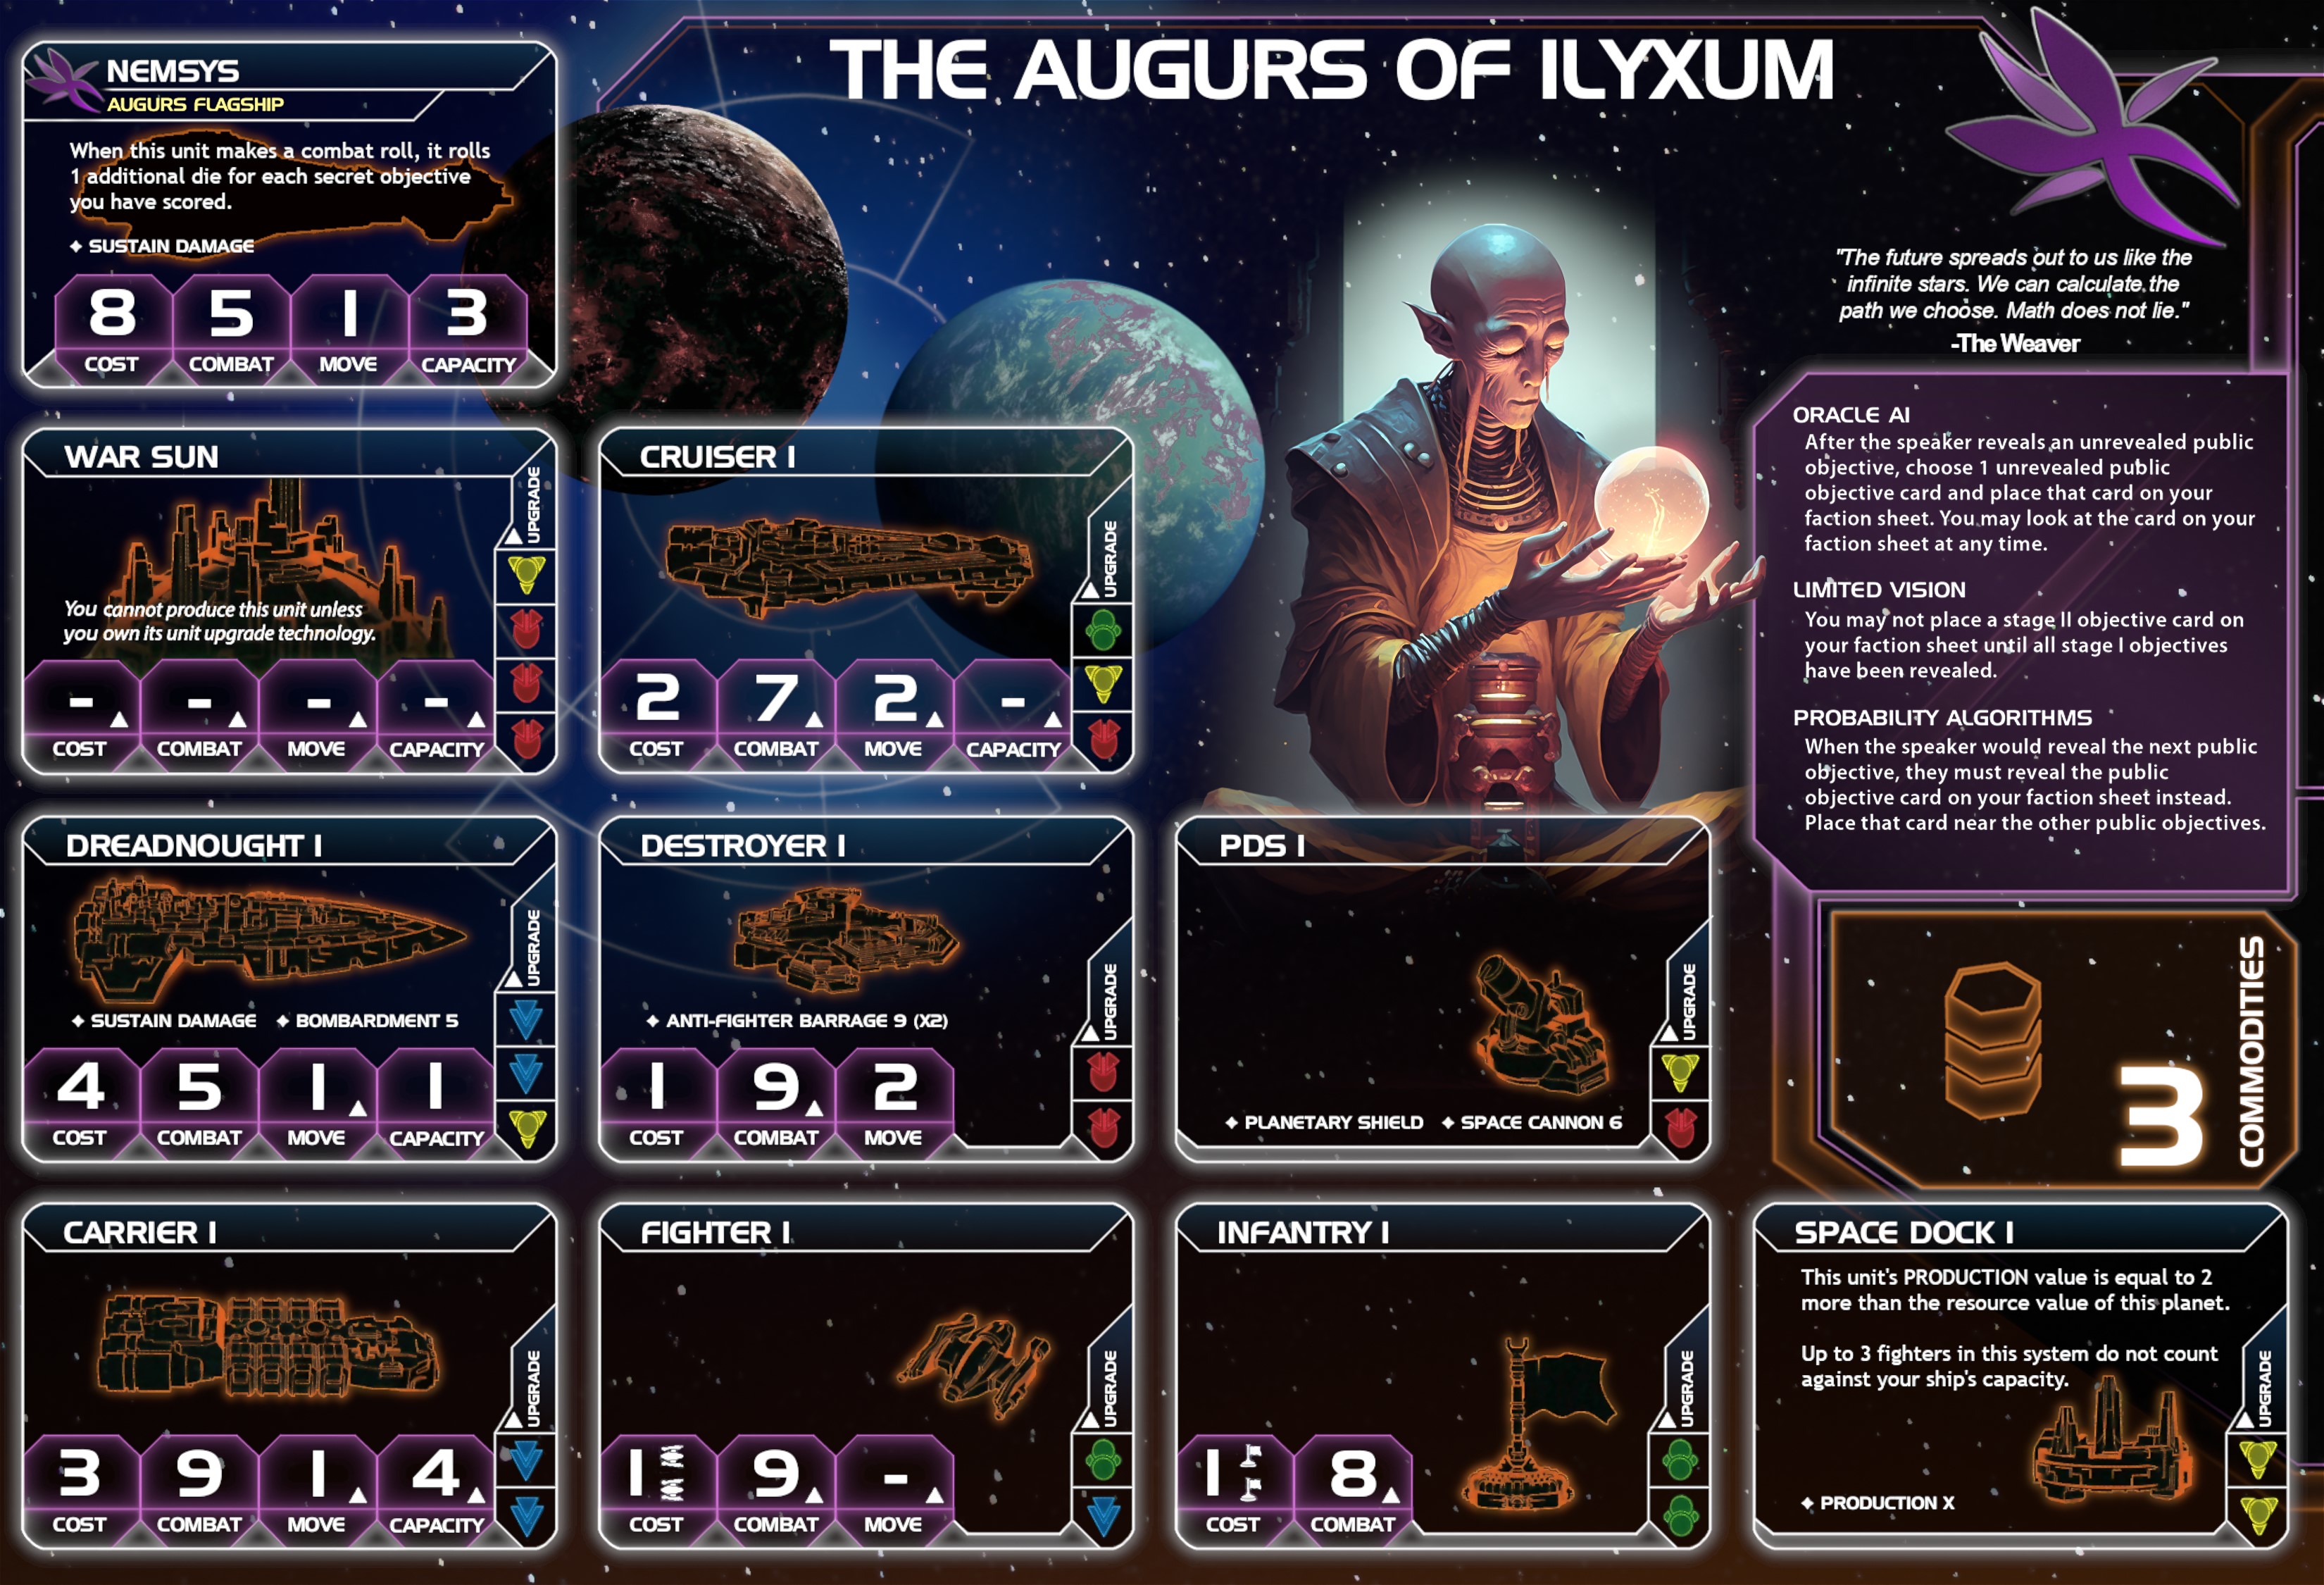 THE AUGURS OF ILYXUM
NEMSYS
AUGURS FLAGSHIP
When this unit makes a combat roll, it rolls
1 additional die for each secret objective
you have scored.
SUSTAIN DAMAGE
8 5 1 3
COST COMBAT MOVE CAPACITY
"The future spreads out to us like the
infinite stars. We can calculate the
path we choose. Math does not lie."
-The Weaver
ORACLE AI
After the speaker reveals an unrevealed public
objective, choose 1 unrevealed public
objective card and place that card on your
faction sheet. You may look at the card on your
faction sheet at any time.
LIMITED VISION
You may not place a stage II objective card on
your faction sheet until all stage I objectives
have been revealed.
PROBABILITY ALGORITHMS
When the speaker would reveal the next public
objective, they must reveal the public
objective card on your faction sheet instead.
Place that card near the other public objectives.
WAR SUN
UPGRADE
You cannot produce this unit unless
you own its unit upgrade technology.
- - - -
COST COMBAT MOVE CAPACITY
CRUISER I
UPGRADE
2 7 2 -
COST COMBAT MOVE CAPACITY
DREADNOUGHT I
UPGRADE
SUSTAIN DAMAGE BOMBARDMENT 5
4 5 1 1
COST COMBAT MOVE CAPACITY
DESTROYER I
UPGRADE
ANTI-FIGHTER BARRAGE 9 (X2)
1 9 2
COST COMBAT MOVE
PDS I
UPGRADE
PLANETARY SHIELD SPACE CANNON 6
3
COMMODITIES
CARRIER I
UPGRADE
3 9 1 4
COST COMBAT MOVE CAPACITY
FIGHTER I
UPGRADE
1 9 -
COST COMBAT MOVE
INFANTRY I
UPGRADE
1 8
COST COMBAT
SPACE DOCK I
This unit's PRODUCTION value is equal to 2
more than the resource value of this planet.
Up to 3 fighters in this system do not count
against your ship's capacity.
UPGRADE
PRODUCTION X